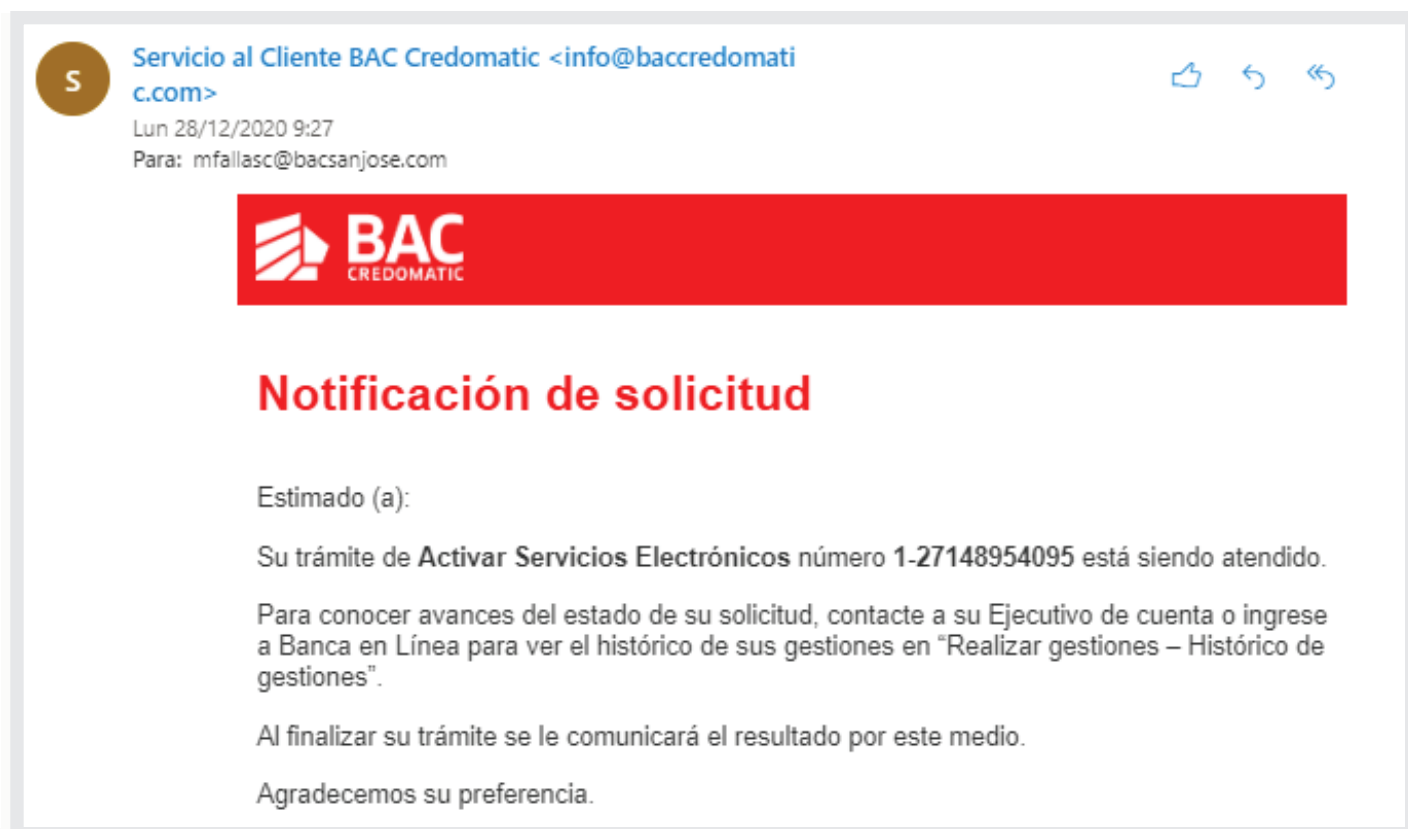 S
Servicio al Cliente BAC Credomatic <info@baccredomati
c.com>
Lun 28/12/2020 9:27
Para: mfallasc@bacsanjose.com
BAC
CREDOMATIC
Notificación de solicitud
Estimado (a):
Su trámite de Activar Servicios Electrónicos número 1-27148954095 está siendo atendido.
Para conocer avances del estado de su solicitud, contacte a su Ejecutivo de cuenta o ingrese
a Banca en Línea para ver el histórico de sus gestiones en “Realizar gestiones – Histórico de
gestiones”.
Al finalizar su trámite se le comunicará el resultado por este medio.
Agradecemos su preferencia.